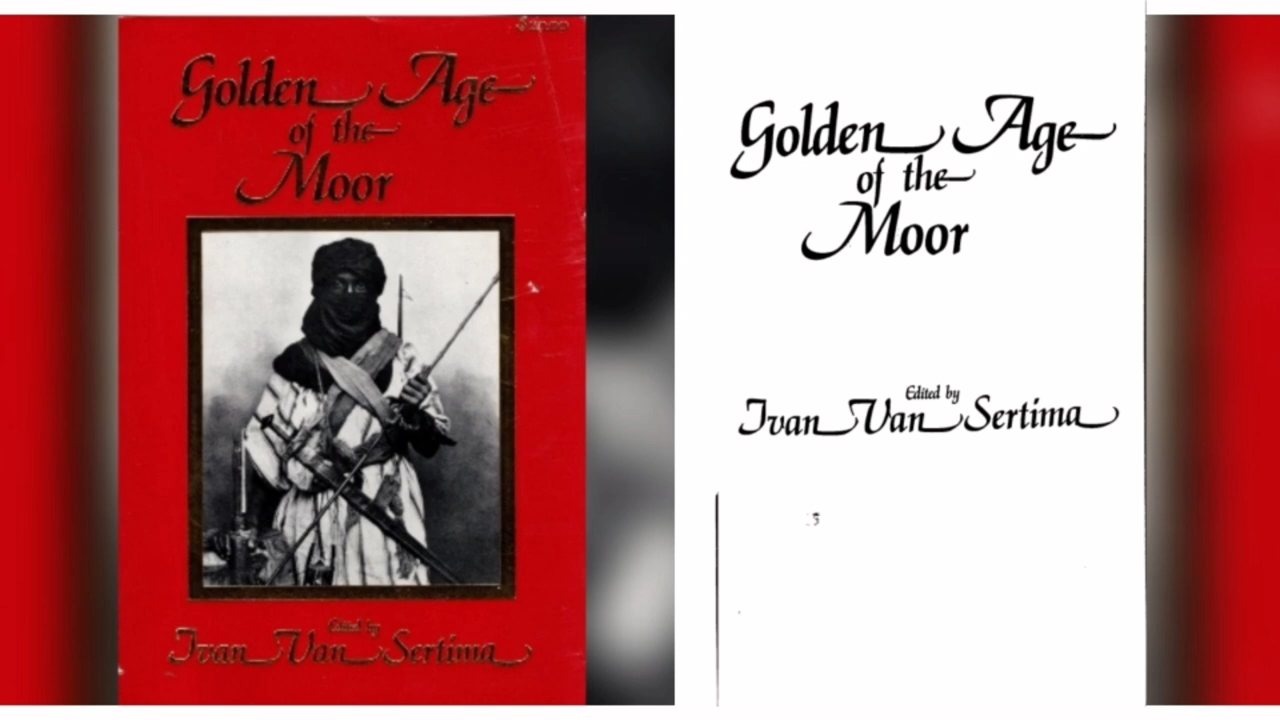 Golden Age
of the
Moor
Edited by
Ivan Van Sertima
Golden Age
of the
Moor
Edited by
Ivan Van Sertima
5